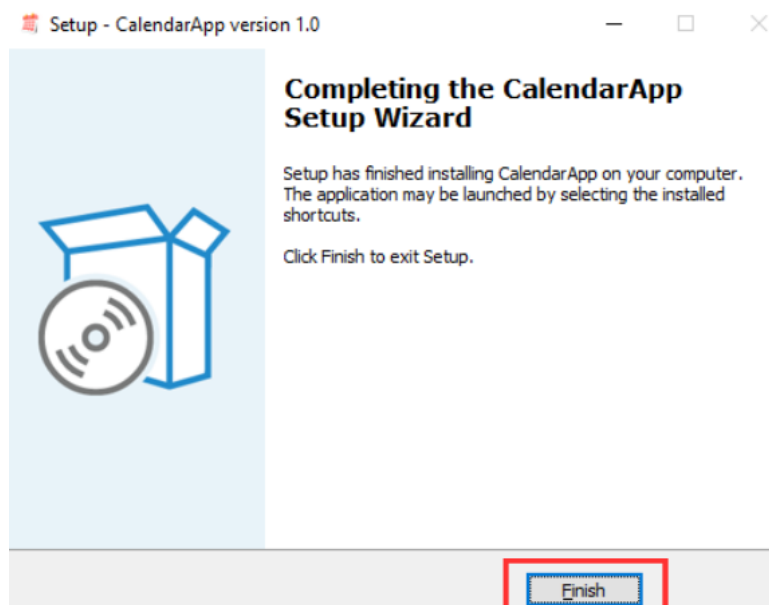 Setup - CalendarApp version 1.0
Completing the CalendarApp
Setup Wizard
Setup has finished installing CalendarApp on your computer.
The application may be launched by selecting the installed
shortcuts.
Click Finish to exit Setup.
Finish